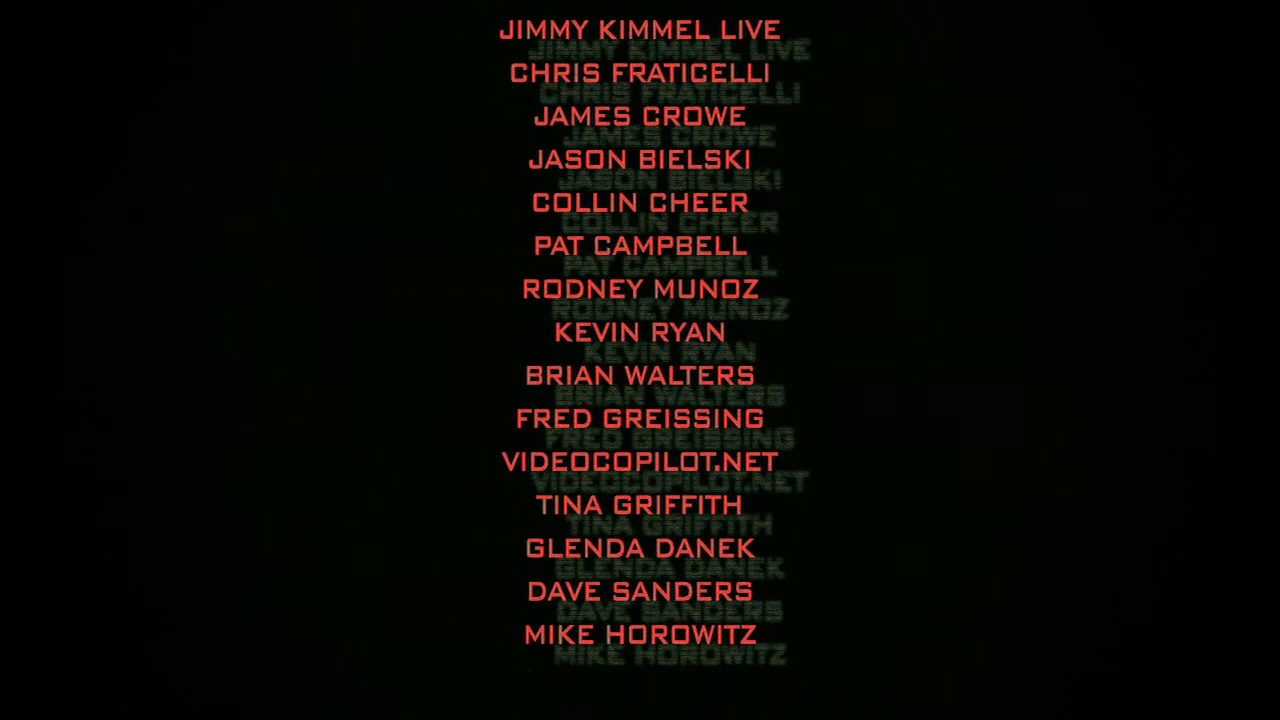 JIMMY KIMMEL LIVE
CHRIS FRATICELLI
JAMES CROWE
JASON BIELSKI
COLLIN CHEER
PAT CAMPBELL
RODNEY MUNOZ
KEVIN RYAN
BRIAN WALTERS
FRED GREISSING
VIDEOCOPILOT.NET
TINA GRIFFITH
GLENDA DANEK
DAVE SANDERS
MIKE HOROWITZ